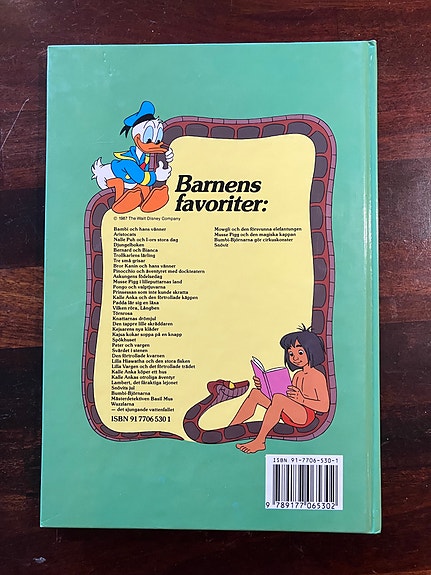 Barnens
favoriter:
© 1987 The Walt Disney Company
Bambi och hans vänner
Aristocats
Nalle Puh och I-ors stora dag
Djungelboken
Bernard och Bianca
Trollkarlens lärling
Tre små grisar
Bror Kanin och hans vänner
Pinocchio och äventyret med dockteatern
Askungens födelsedag
Musse Pigg i lilleputtarnas land
Pongo och valptjuvarna
Prinsessan som inte kunde skratta
Kalle Anka och den förtrollade käppen
Padda lär sig en läxa
Vilken röra, Långben
Törnrosa
Knattarnas drömjul
Den tappre lille skräddaren
Kejsarens nya kläder
Kajsa kokar soppa på en knapp
Spökhuset
Peter och vargen
Svärdet i stenen
Den förtrollade kvarnen
Lilla Hiawatha och den stora fisken
Lilla Vargen och det förtrollade trädet
Kalle Anka köper ett hus
Kalle Ankas otroliga äventyr
Lambert, det fåraktiga lejonet
Snövits jul
Bumbi-Björnarna
Mästerdetektiven Basil Mus
Wuzzlarna
— det sjungande vattenfallet
ISBN 91 7706 530 1
Mowgli och den försvunna elefantungen
Musse Pigg och den magiska kappan
Bumbi-Björnarna gör cirkuskonster
Snövit
ISBN 91-7706-530-1
9 789177 065302